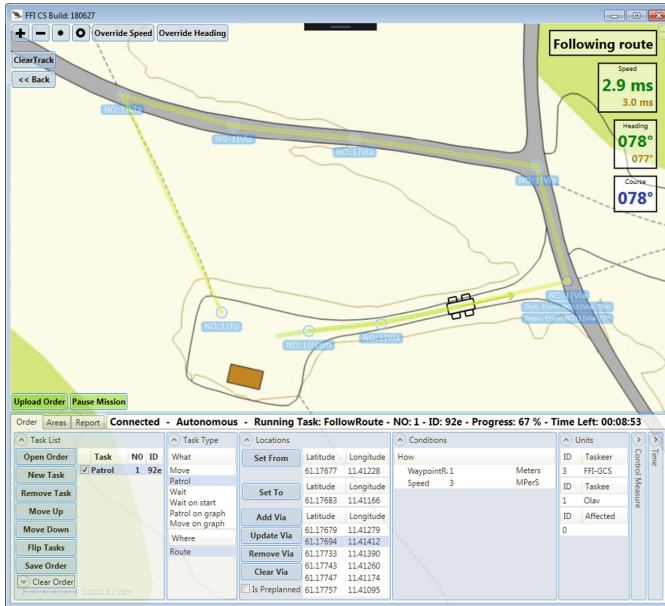 FFI CS Build: 180627
Override Speed Override Heading
ClearTrack
<< Back
Following route
Speed
2.9 ms
3.0 ms
Heading
078°
077°
Course
078°
NO:1|Via
NO:1|Via
NO:1|Via
NO:1|Via
NO:1|Via
NO:1|To
NO:1|From
NO:1|Via
Upload Order Pause Mission
Order Areas Report Connected - Autonomous - Running Task: FollowRoute - NO: 1 - ID: 92e - Progress: 67 % - Time Left: 00:08:53
Task List
Open Order
New Task
Remove Task
Move Up
Move Down
Flip Tasks
Save Order
Clear Order
Task NO ID
Patrol 1 92e
Task Type
What
Move
Patrol
Wait
Wait on start
Patrol on graph
Move on graph
Where
Route
Locations
Set From Latitude Longitude
61.17677 11.41228
Set To Latitude Longitude
61.17683 11.41166
Add Via Latitude Longitude
Update Via
Remove Via
Clear Via
Is Preplanned
61.17679 11.41279
61.17694 11.41412
61.17733 11.41390
61.17743 11.41260
61.17747 11.41174
61.17757 11.41095
Conditions
How
WaypointR 1 Meters
Speed 3 MPerS
Units
ID Taskeer
3 FFI-GCS
ID Taskee
1 Olav
ID Affected
0
Control Measure
Time